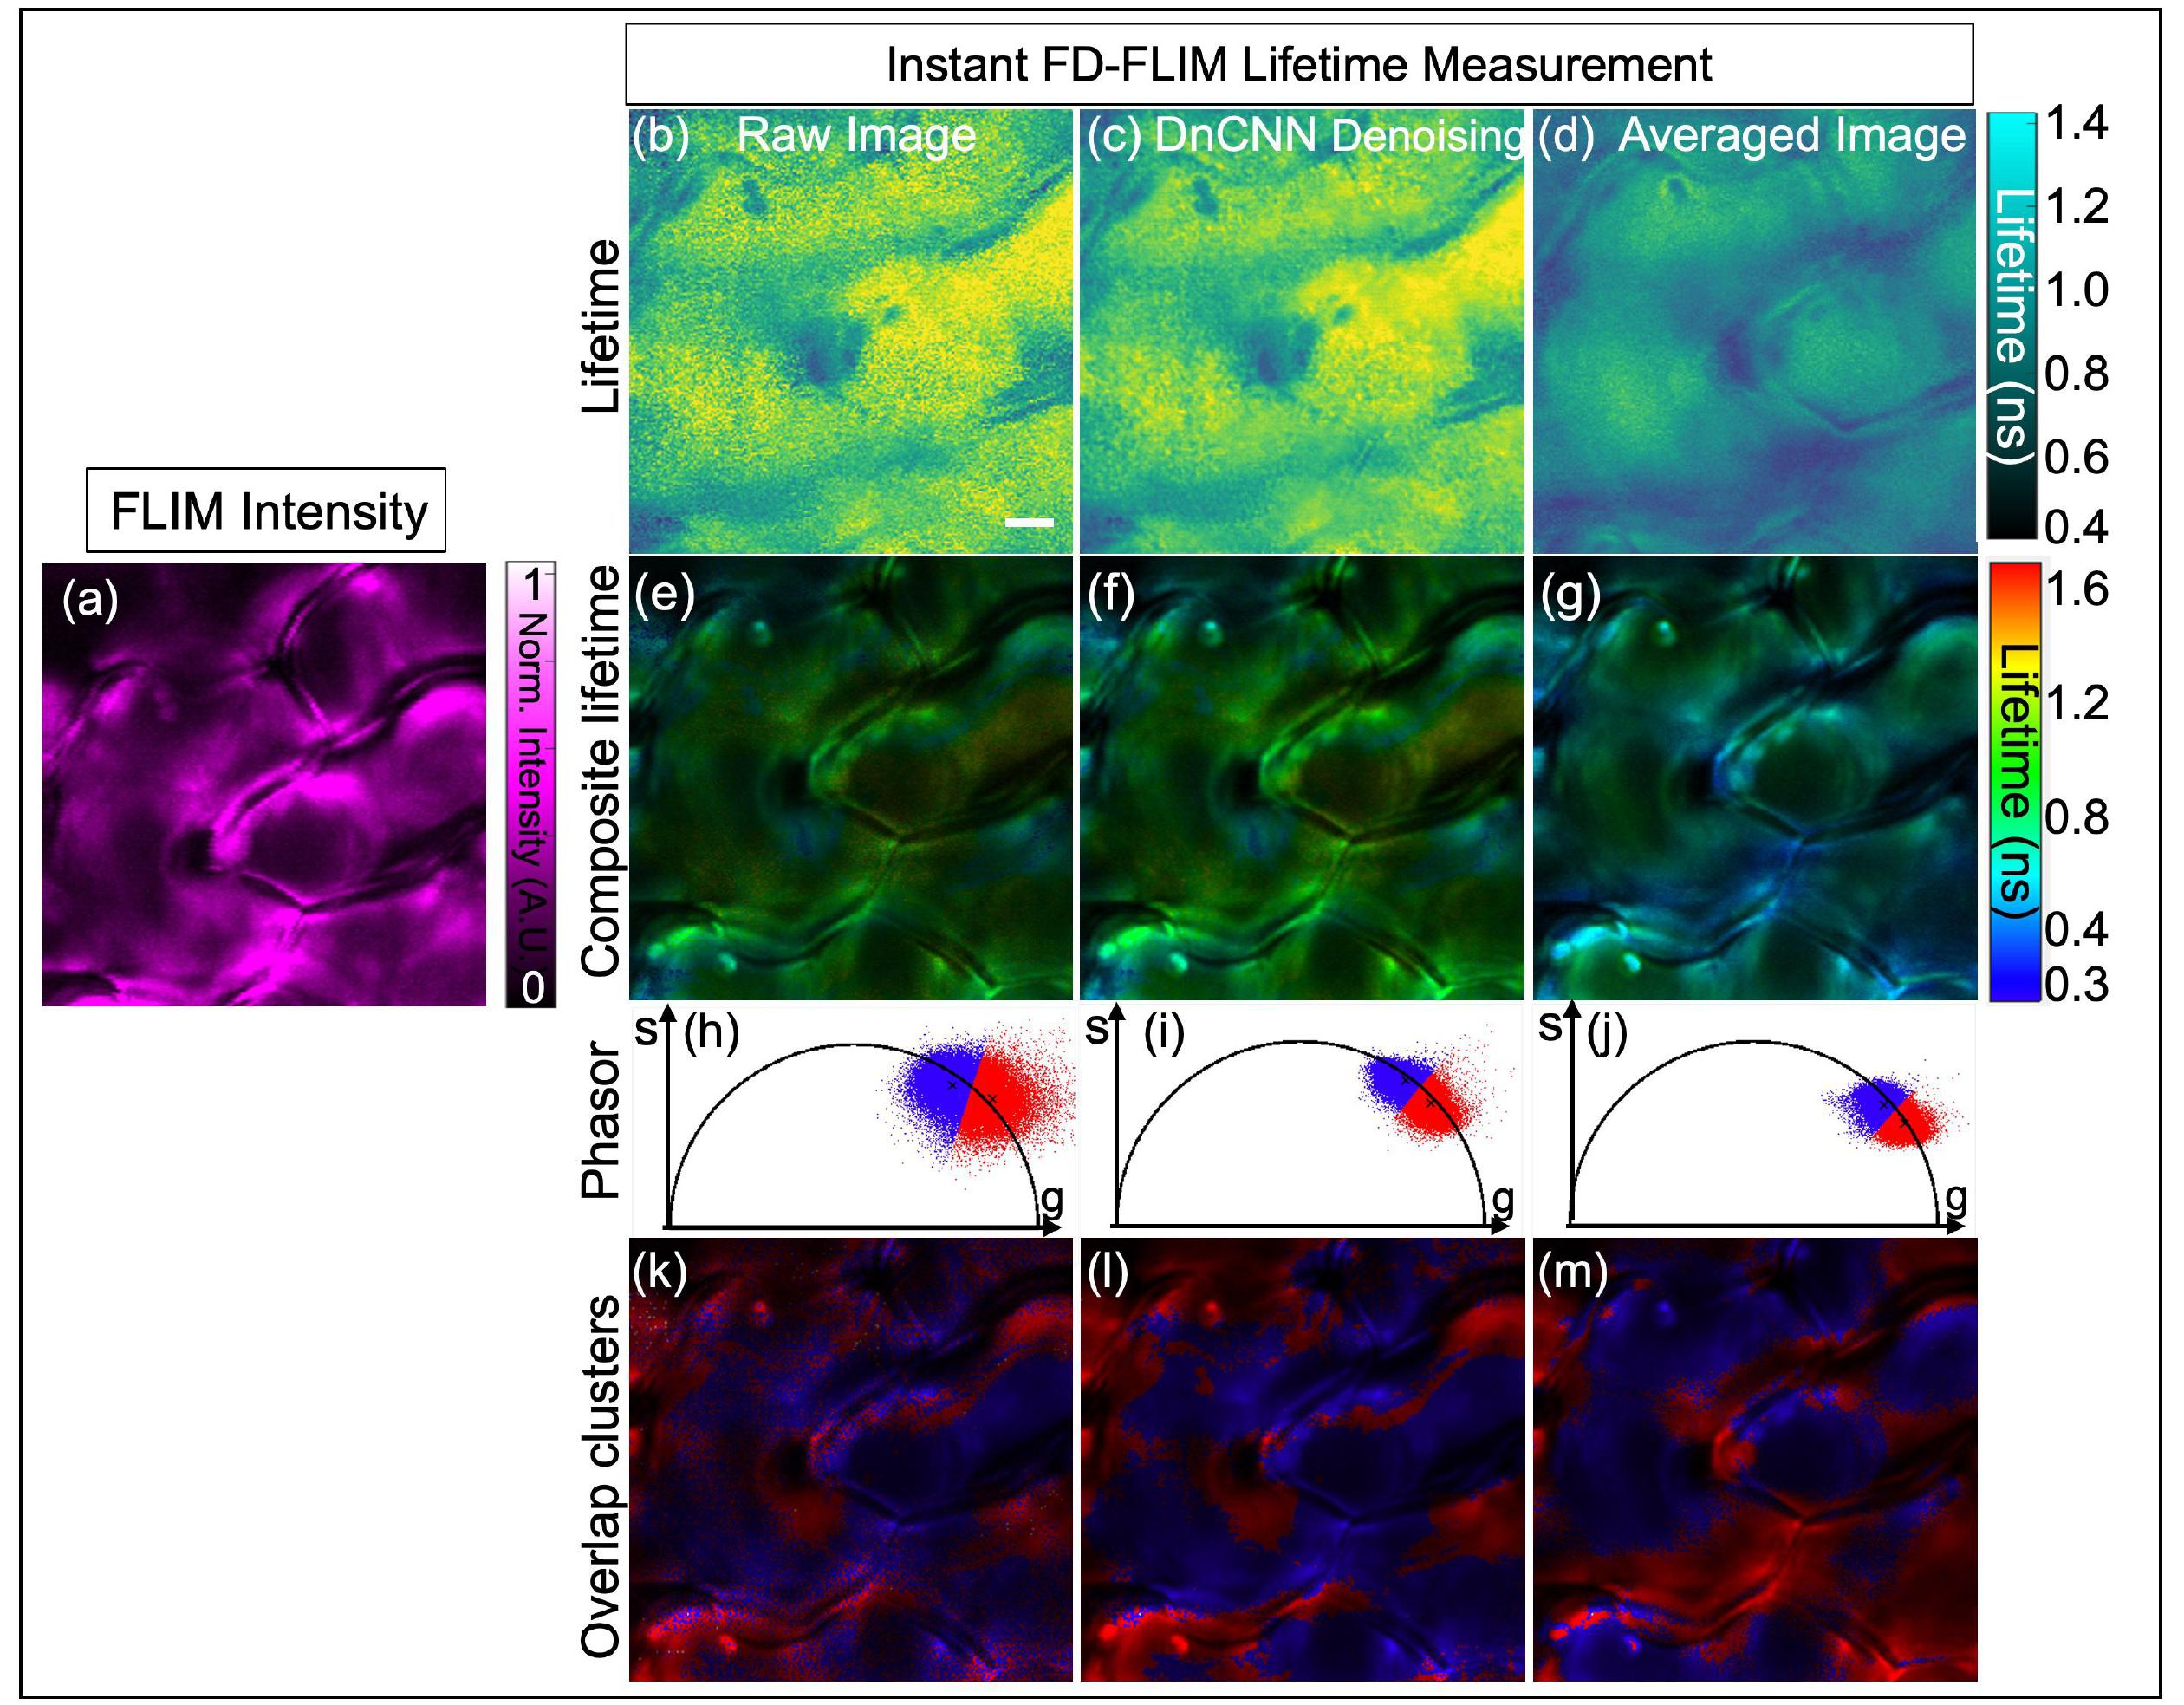 Instant FD-FLIM Lifetime Measurement
(b) Raw Image
(c) DnCNN Denoising
(d) Averaged Image
Lifetime
Lifetime (ns)
1.4
1.2
1.0
0.8
0.6
0.4
FLIM Intensity
(a)
1
Norm. Intensity (A.U.
0
Composite lifetime
(e)
(f)
(g)
Lifetime (ns)
1.6
1.2
0.8
0.4
0.3
Phasor
s (h)
g
s (i)
g
s (j)
g
Overlap clusters
(k)
(l)
(m)